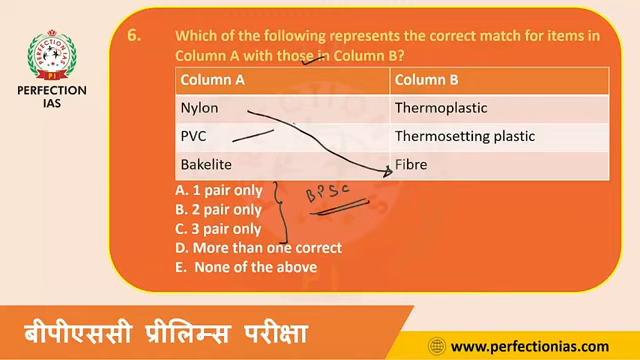 PERFECTION IAS
PI
PERFECTION
IAS
6. Which of the following represents the correct match for items in
Column A with those in Column B?
Column A Column B
Nylon Thermoplastic
PVC Thermosetting plastic
Bakelite Fibre
A. 1 pair only
B. 2 pair only
C. 3 pair only
D. More than one correct
E. None of the above
BPSC
बीपीएससी प्रीलिम्स परीक्षा
www.perfectionias.com